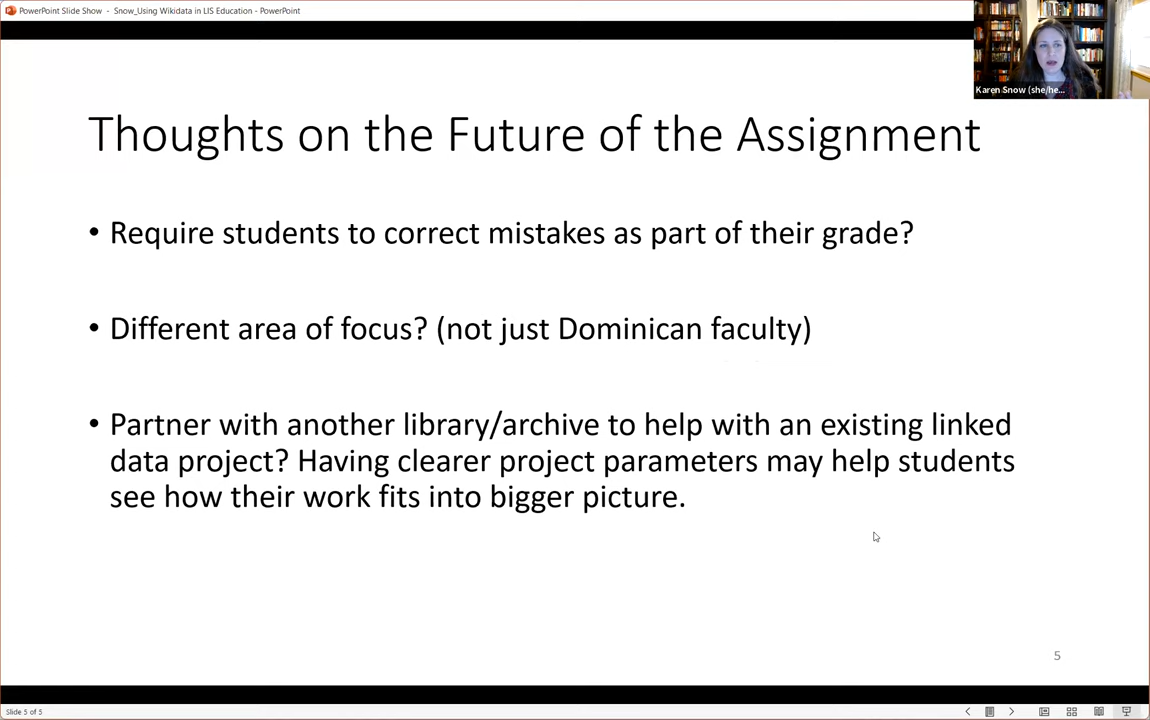 PowerPoint Slide Show - Snow_Using Wikidata in LIS Education - PowerPoint
Karen Snow (she/he...
Thoughts on the Future of the Assignment
• Require students to correct mistakes as part of their grade?
• Different area of focus? (not just Dominican faculty)
• Partner with another library/archive to help with an existing linked
data project? Having clearer project parameters may help students
see how their work fits into bigger picture.
5
Slide 5 of 5